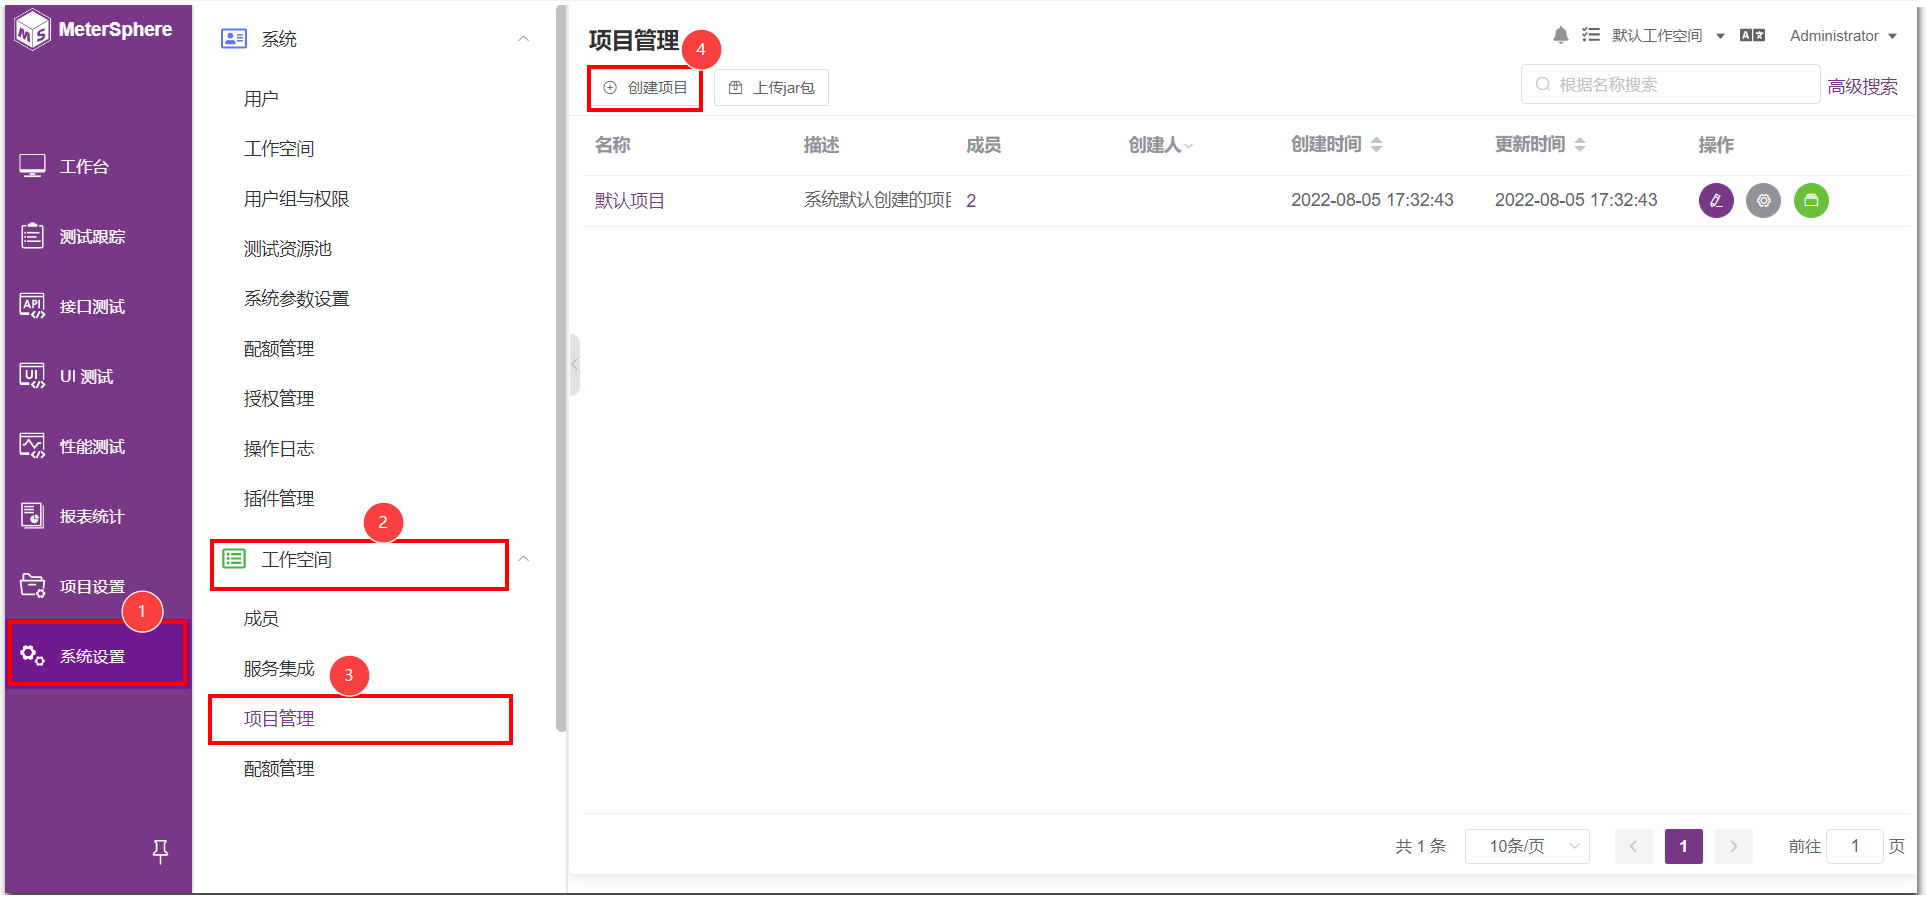 MeterSphere
工作台
测试跟踪
API 接口测试
UI UI 测试
性能测试
报表统计
项目设置
1
系统设置
系统
用户
工作空间
用户组与权限
测试资源池
系统参数设置
配额管理
授权管理
操作日志
插件管理
2
工作空间
成员
服务集成
3
项目管理
配额管理
项目管理
4
默认工作空间
Administrator
创建项目 上传jar包
根据名称搜索 高级搜索
名称 描述 成员 创建人 创建时间 更新时间 操作
默认项目 系统默认创建的项目 2 2022-08-05 17:32:43 2022-08-05 17:32:43
共 1 条 10条/页 1 前往 1 页